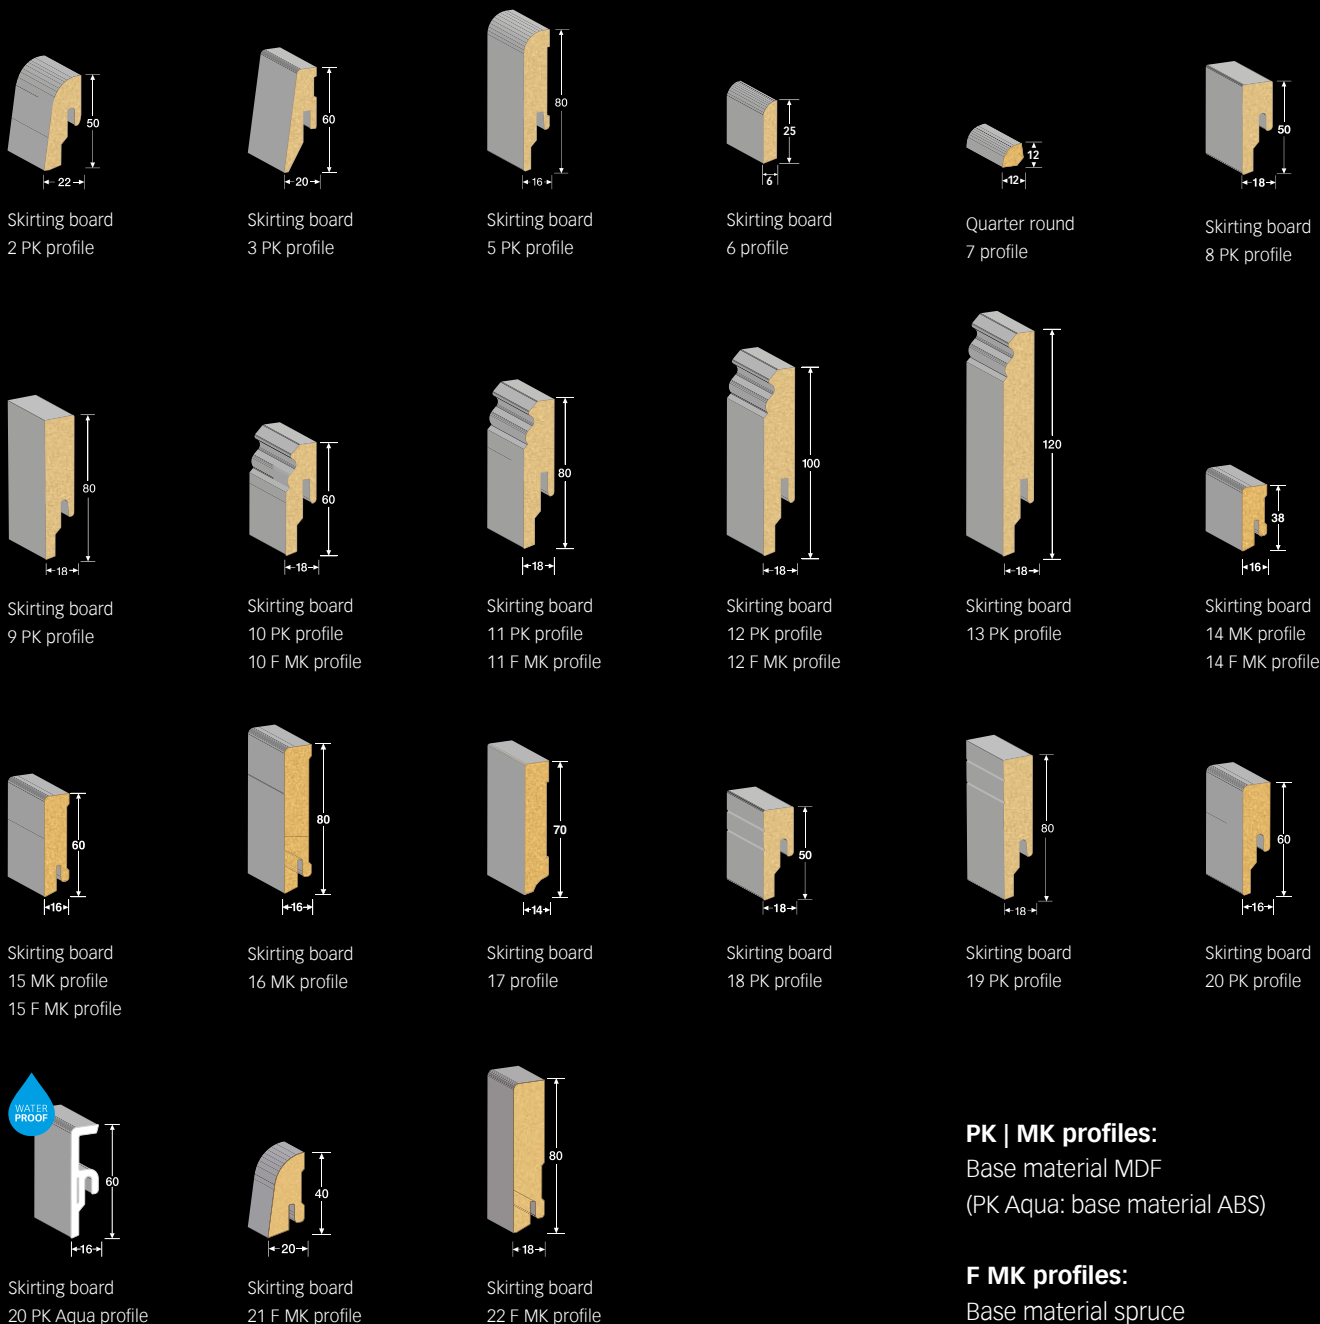 50
22
Skirting board
2 PK profile
60
20
Skirting board
3 PK profile
80
16
Skirting board
5 PK profile
25
6
Skirting board
6 profile
12
12
Quarter round
7 profile
50
18
Skirting board
8 PK profile
80
18
Skirting board
9 PK profile
60
18
Skirting board
10 PK profile
10 F MK profile
80
18
Skirting board
11 PK profile
11 F MK profile
100
18
Skirting board
12 PK profile
12 F MK profile
120
18
Skirting board
13 PK profile
38
16
Skirting board
14 MK profile
14 F MK profile
60
16
Skirting board
15 MK profile
15 F MK profile
80
16
Skirting board
16 MK profile
70
14
Skirting board
17 profile
50
18
Skirting board
18 PK profile
80
18
Skirting board
19 PK profile
60
16
Skirting board
20 PK profile
WATER
PROOF
60
16
Skirting board
20 PK Aqua profile
40
20
Skirting board
21 F MK profile
80
18
Skirting board
22 F MK profile
PK | MK profiles:
Base material MDF
(PK Aqua: base material ABS)
F MK profiles:
Base material spruce